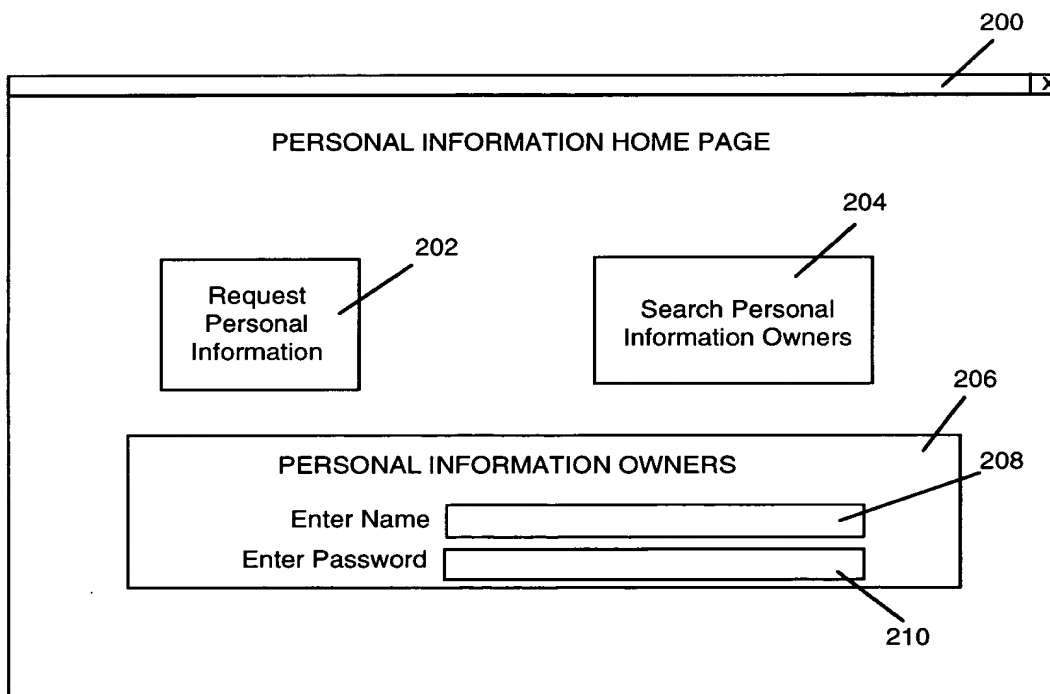 200
X
PERSONAL INFORMATION HOME PAGE
204
202
Request
Personal
Information
Search Personal
Information Owners
206
PERSONAL INFORMATION OWNERS
208
Enter Name
Enter Password
210